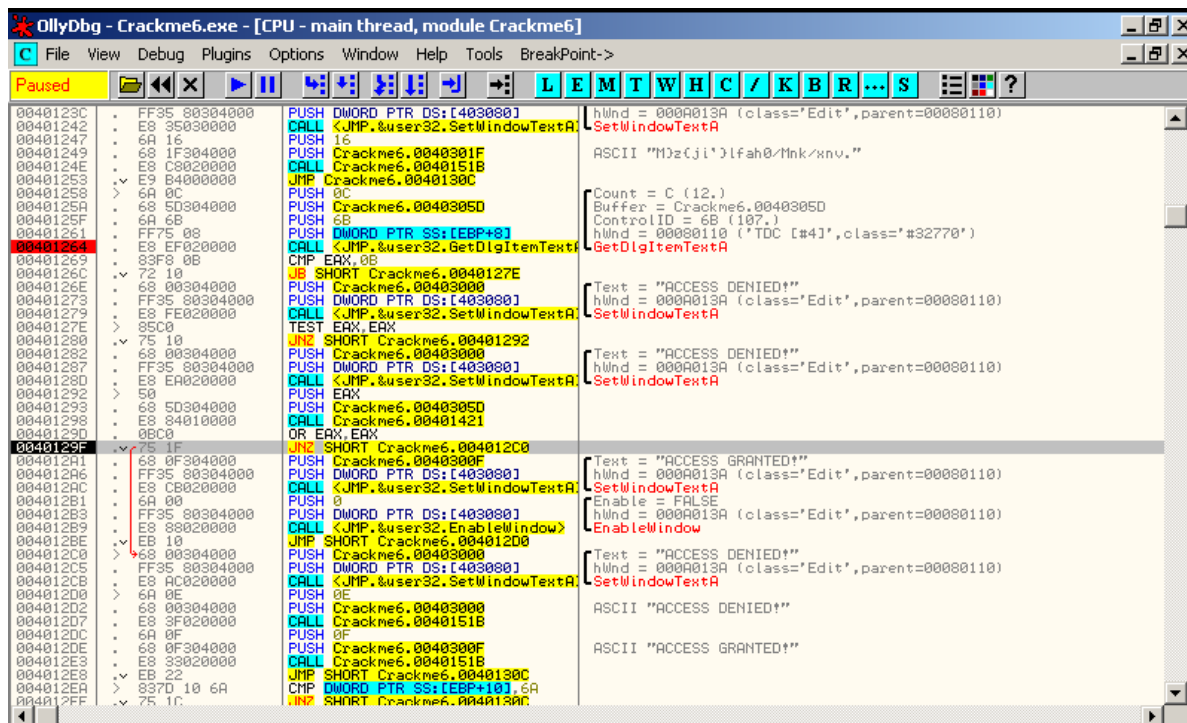 OllyDbg - Crackme6.exe - [CPU - main thread, module Crackme6]
C File View Debug Plugins Options Window Help Tools BreakPoint->
Paused L E M T W H C / K B R ... S ?
0040123C . FF35 80304000 PUSH DWORD PTR DS:[403080] hWnd = 000A013A (class='Edit',parent=00080110)
00401242 . E8 35030000 CALL <JMP.&user32.SetWindowTextA> SetWindowTextA
00401247 . 6A 16 PUSH 16
00401249 . 68 1F304000 PUSH Crackme6.0040301F ASCII "M)z{ji'}lfah0/Mnk/xnv."
0040124E . E8 C8020000 CALL Crackme6.0040151B
00401253 .v E9 B4000000 JMP Crackme6.0040130C
00401258 > 6A 0C PUSH 0C Count = C (12.)
0040125A . 68 5D304000 PUSH Crackme6.0040305D Buffer = Crackme6.0040305D
0040125F . 6A 6B PUSH 6B ControlID = 6B (107.)
00401261 . FF75 08 PUSH DWORD PTR SS:[EBP+8] hWnd = 00080110 ('TDC [#4]',class='#32770')
00401264 . E8 EF020000 CALL <JMP.&user32.GetDlgItemTextA GetDlgItemTextA
00401269 . 83F8 0B CMP EAX,0B
0040126C .v 72 10 JB SHORT Crackme6.0040127E
0040126E . 68 00304000 PUSH Crackme6.00403000 Text = "ACCESS DENIED!"
00401273 . FF35 80304000 PUSH DWORD PTR DS:[403080] hWnd = 000A013A (class='Edit',parent=00080110)
00401279 . E8 FE020000 CALL <JMP.&user32.SetWindowTextA> SetWindowTextA
0040127E > 85C0 TEST EAX,EAX
00401280 .v 75 10 JNZ SHORT Crackme6.00401292
00401282 . 68 00304000 PUSH Crackme6.00403000 Text = "ACCESS DENIED!"
00401287 . FF35 80304000 PUSH DWORD PTR DS:[403080] hWnd = 000A013A (class='Edit',parent=00080110)
0040128D . E8 EA020000 CALL <JMP.&user32.SetWindowTextA> SetWindowTextA
00401292 > 50 PUSH EAX
00401293 . 68 5D304000 PUSH Crackme6.0040305D
00401298 . E8 84010000 CALL Crackme6.00401421
0040129D . 0BC0 OR EAX,EAX
0040129F .v 75 1F JNZ SHORT Crackme6.004012C0
004012A1 . 68 0F304000 PUSH Crackme6.0040300F Text = "ACCESS GRANTED!"
004012A6 . FF35 80304000 PUSH DWORD PTR DS:[403080] hWnd = 000A013A (class='Edit',parent=00080110)
004012AC . E8 CB020000 CALL <JMP.&user32.SetWindowTextA> SetWindowTextA
004012B1 . 6A 00 PUSH 0 Enable = FALSE
004012B3 . FF35 80304000 PUSH DWORD PTR DS:[403080] hWnd = 000A013A (class='Edit',parent=00080110)
004012B9 . E8 88020000 CALL <JMP.&user32.EnableWindow> EnableWindow
004012BE .v EB 10 JMP SHORT Crackme6.004012D0
004012C0 > 68 00304000 PUSH Crackme6.00403000 Text = "ACCESS DENIED!"
004012C5 . FF35 80304000 PUSH DWORD PTR DS:[403080] hWnd = 000A013A (class='Edit',parent=00080110)
004012CB . E8 AC020000 CALL <JMP.&user32.SetWindowTextA> SetWindowTextA
004012D0 > 6A 0E PUSH 0E
004012D2 . 68 00304000 PUSH Crackme6.00403000 ASCII "ACCESS DENIED!"
004012D7 . E8 3F020000 CALL Crackme6.0040151B
004012DC . 6A 0F PUSH 0F
004012DE . 68 0F304000 PUSH Crackme6.0040300F ASCII "ACCESS GRANTED!"
004012E3 . E8 33020000 CALL Crackme6.0040151B
004012E8 .v EB 22 JMP SHORT Crackme6.0040130C
004012EA > 837D 10 6A CMP DWORD PTR SS:[EBP+10],6A
004012EE .v 75 1C JNZ SHORT Crackme6.0040130C